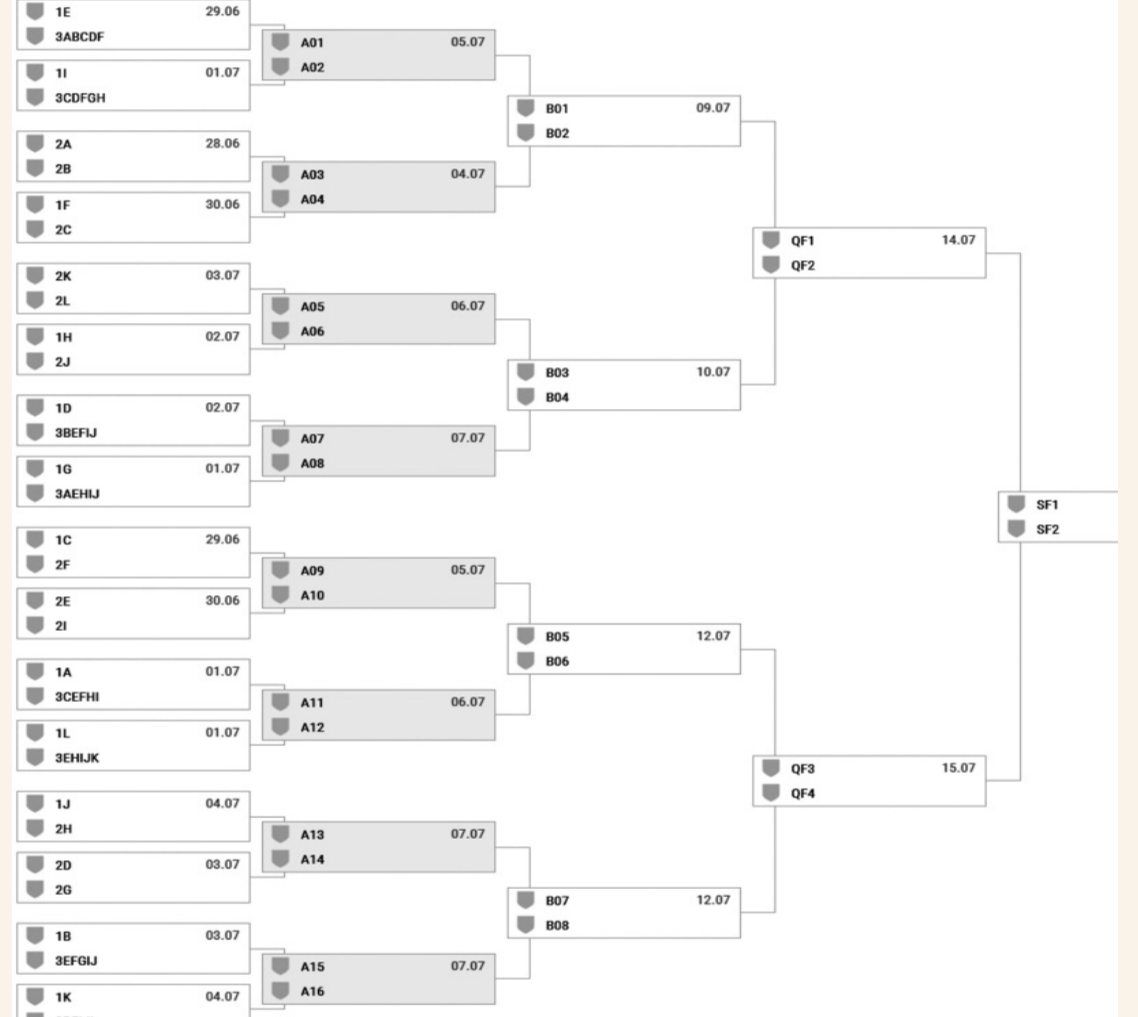 1E 29.06
3ABCDF
1I 01.07
3CDFGH
A01 05.07
A02
2A 28.06
2B
1F 30.06
2C
A03 04.07
A04
B01 09.07
B02
2K 03.07
2L
1H 02.07
2J
A05 06.07
A06
1D 02.07
3BEFIJ
1G 01.07
3AEHIJ
A07 07.07
A08
B03 10.07
B04
QF1 14.07
QF2
1C 29.06
2F
2E 30.06
2I
A09 05.07
A10
1A 01.07
3CEFHI
1L 01.07
3EHIJK
A11 06.07
A12
B05 12.07
B06
1J 04.07
2H
2D 03.07
2G
A13 07.07
A14
1B 03.07
3EFGIJ
1K 04.07
A15 07.07
A16
B07 12.07
B08
QF3 15.07
QF4
SF1
SF2